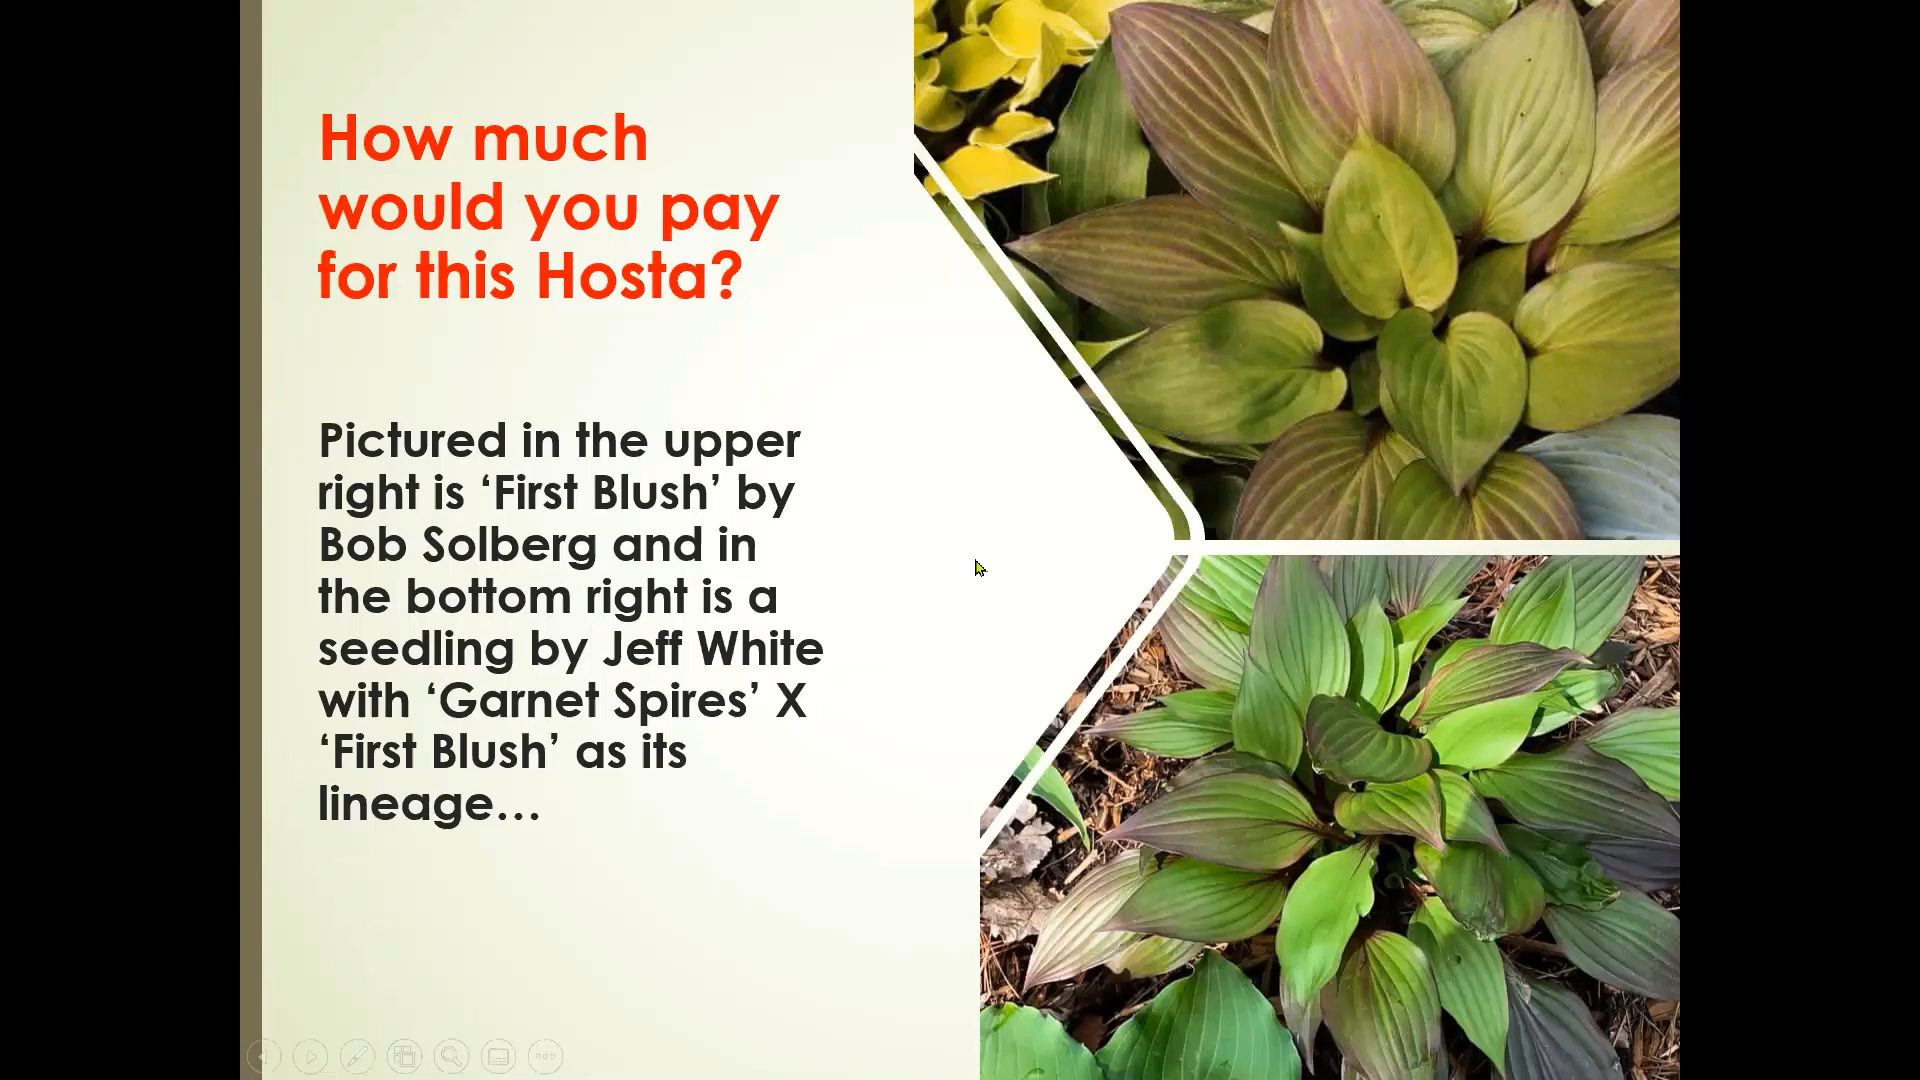 How much
would you pay
for this Hosta?
Pictured in the upper
right is ‘First Blush’ by
Bob Solberg and in
the bottom right is a
seedling by Jeff White
with ‘Garnet Spires’ X
‘First Blush’ as its
lineage…